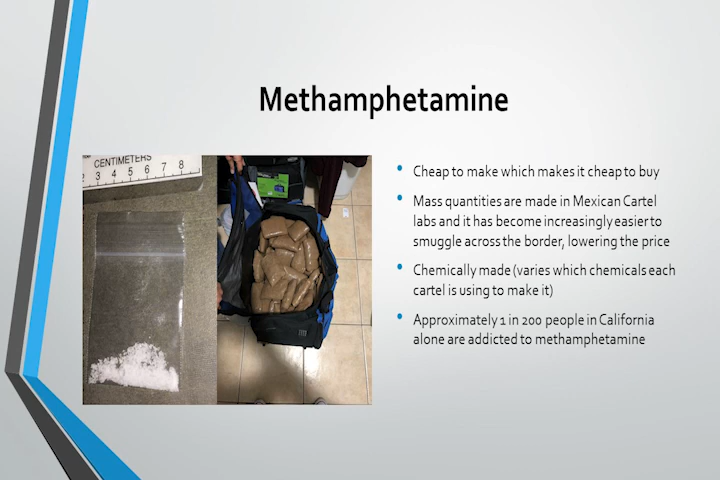 Methamphetamine
CENTIMETERS
2 3 4 5 6 7 8
• Cheap to make which makes it cheap to buy
• Mass quantities are made in Mexican Cartel
labs and it has become increasingly easier to
smuggle across the border, lowering the price
• Chemically made (varies which chemicals each
cartel is using to make it)
• Approximately 1 in 200 people in California
alone are addicted to methamphetamine